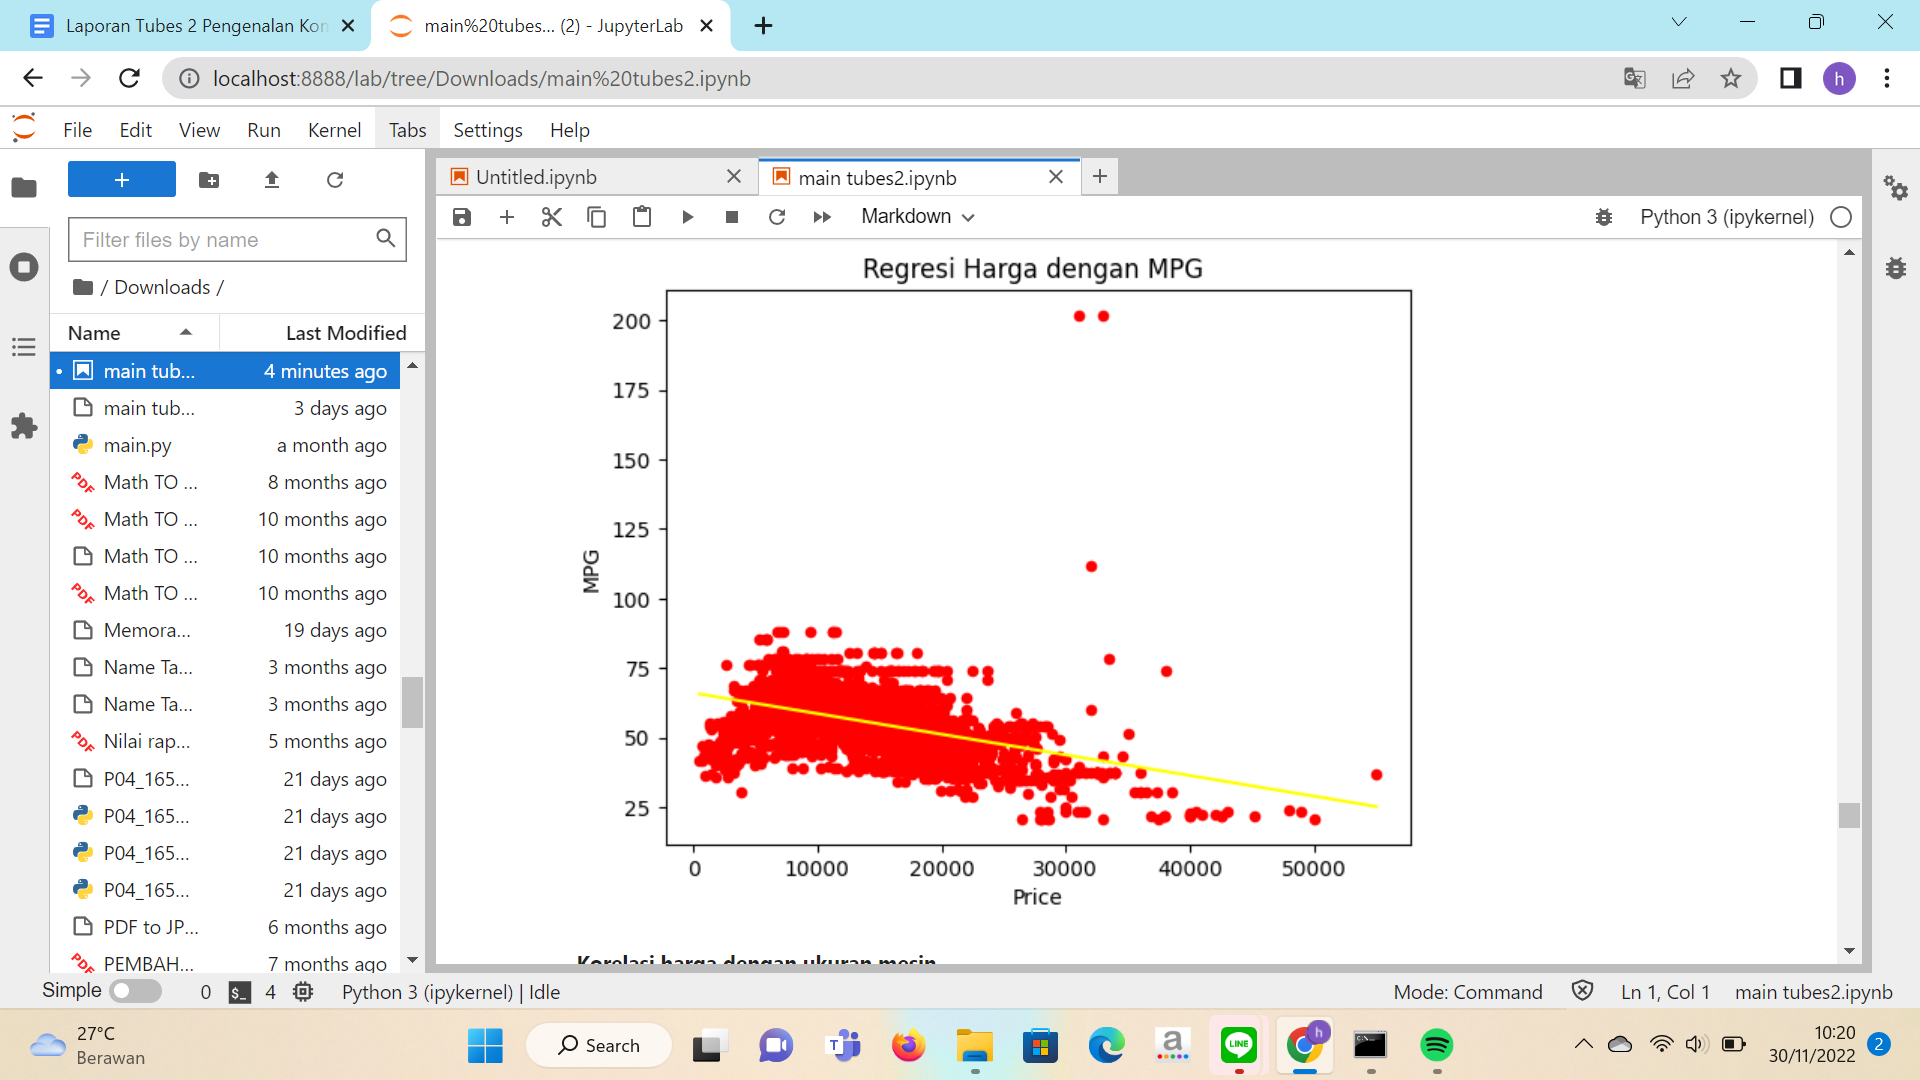 Laporan Tubes 2 Pengenalan Kon
main%20tubes... (2) - JupyterLab
localhost:8888/lab/tree/Downloads/main%20tubes2.ipynb
h
File Edit View Run Kernel Tabs Settings Help
Untitled.ipynb
main tubes2.ipynb
Filter files by name
Markdown
Python 3 (ipykernel)
/ Downloads /
Name Last Modified
main tub... 4 minutes ago
main tub... 3 days ago
main.py a month ago
Math TO ... 8 months ago
Math TO ... 10 months ago
Math TO ... 10 months ago
Math TO ... 10 months ago
Memora... 19 days ago
Name Ta... 3 months ago
Name Ta... 3 months ago
Nilai rap... 5 months ago
P04_165... 21 days ago
P04_165... 21 days ago
P04_165... 21 days ago
P04_165... 21 days ago
PDF to JP... 6 months ago
PEMBAH... 7 months ago
Regresi Harga dengan MPG
200
175
150
125
100
75
50
25
MPG
0 10000 20000 30000 40000 50000
Price
Korelasi harga dengan ukuran mesin
Simple 0 $_ 4 Python 3 (ipykernel) | Idle
Mode: Command Ln 1, Col 1 main tubes2.ipynb
27°C
Berawan
Search
LINE
h
10:20
30/11/2022
2